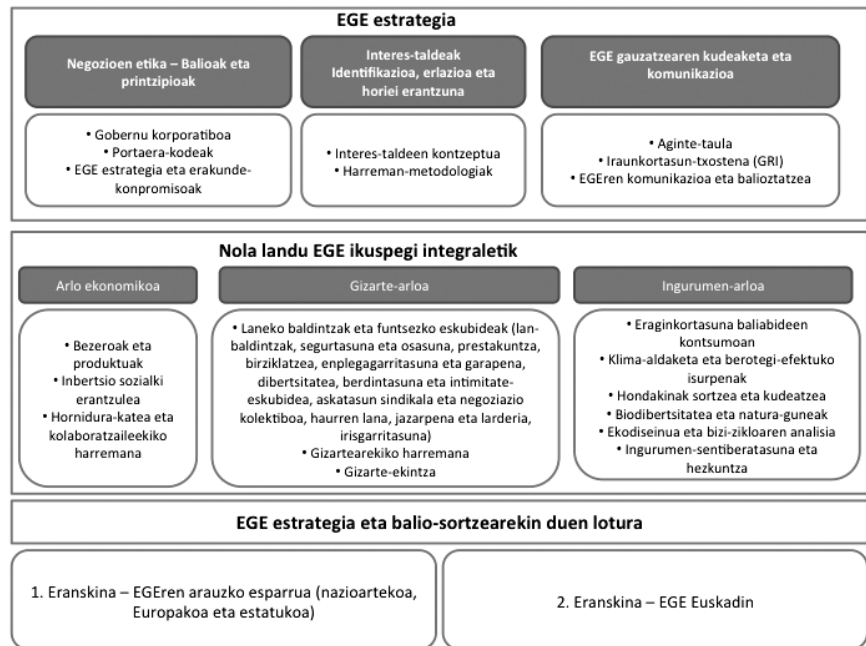 EGE estrategia
Negozioen etika – Balioak eta
printzipioak
• Gobernu korporatiboa
• Portaera-kodeak
• EGE estrategia eta erakunde-
konpromisoak
Interes-taldeak
Identifikazioa, erlazioa eta
horiei erantzuna
• Interes-taldeen kontzeptua
• Harreman-metodologiak
EGE gauzatzearen kudeaketa eta
komunikazioa
• Aginte-taula
• Iraunkortasun-txostena (GRI)
• EGEren komunikazioa eta balioztatzea
Nola landu EGE ikuspegi integraletik
Arlo ekonomikoa
• Bezeroak eta
produktuak
• Inbertsio sozialki
erantzulea
• Hornidura-katea eta
kolaboratzaileekiko
harremana
Gizarte-arloa
• Laneko baldintzak eta funtsezko eskubideak (lan-
baldintzak, segurtasuna eta osasuna, prestakuntza,
birziklatzea, enplegagarritasuna eta garapena,
dibertsitatea, berdintasuna eta intimitate-
eskubidea, askatasun sindikala eta negoziazio
kolektiboa, haurren lana, jazarpena eta larderia,
irisgarritasuna)
• Gizartearekiko harremana
• Gizarte-ekintza
Ingurumen-arloa
• Eraginkortasuna baliabideen
kontsumoan
• Klima-aldaketa eta berotegi-efektuko
isurpenak
• Hondakinak sortzea eta kudeatzea
• Biodibertsitatea eta natura-guneak
• Ekodiseinua eta bizi-zikloaren analisia
• Ingurumen-sentiberatasuna eta
hezkuntza
EGE estrategia eta balio-sortzearekin duen lotura
1. Eranskina – EGEren arauzko esparrua (nazioartekoa,
Europakoa eta estatukoa)
2. Eranskina – EGE Euskadin